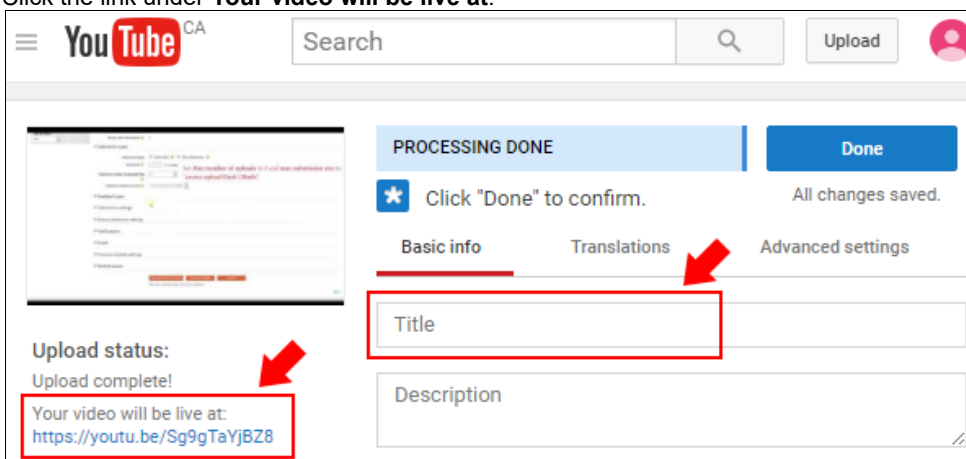 Click the link under Your video will be live at:
YouTube CA
Search
Upload
PROCESSING DONE
Done
Click "Done" to confirm.
All changes saved.
Basic info
Translations
Advanced settings
Title
Upload status:
Upload complete!
Your video will be live at:
https://youtu.be/Sg9gTaYjBZ8
Description